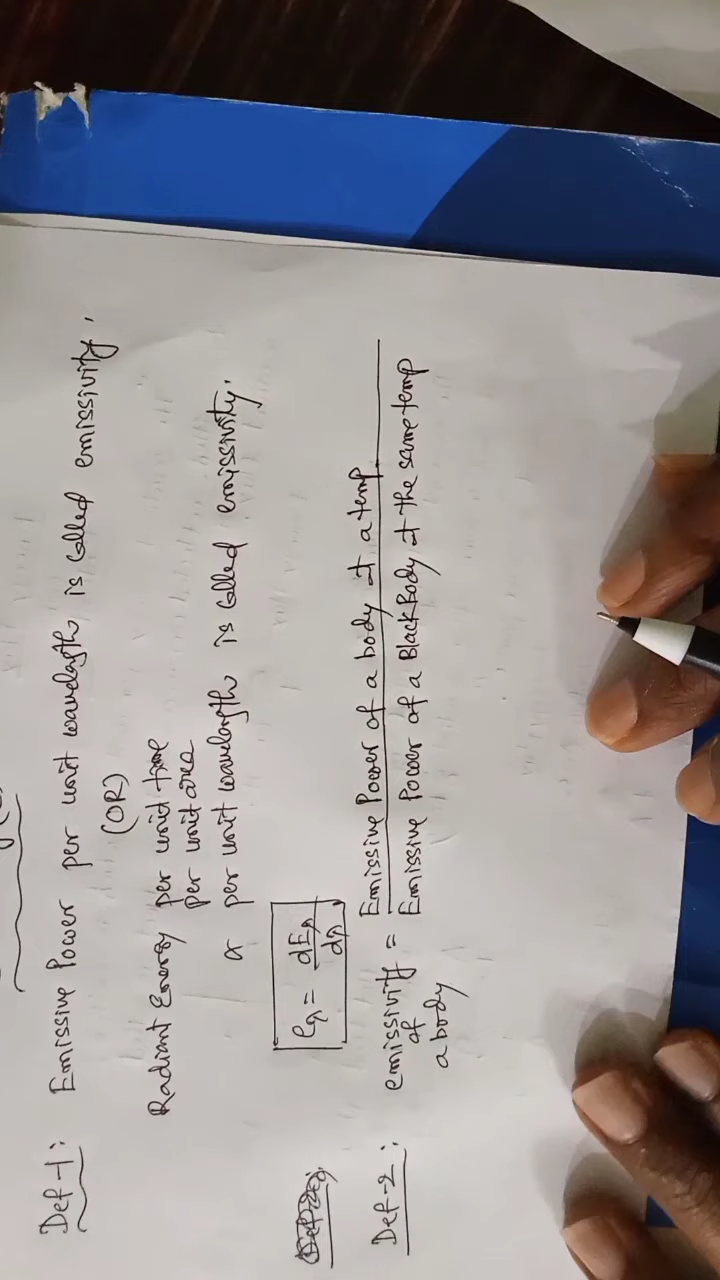 Def-1: Emissive Power per unit wavelength is called emissivity.
(OR)
Radiant Energy per unit time
per unit area
& per unit wavelength is called emissivity.
eλ = dEλ/dλ
Def-2: emissivity of a body = Emissive Power of a body at a temp.
Emissive Power of a Black Body at the same temp